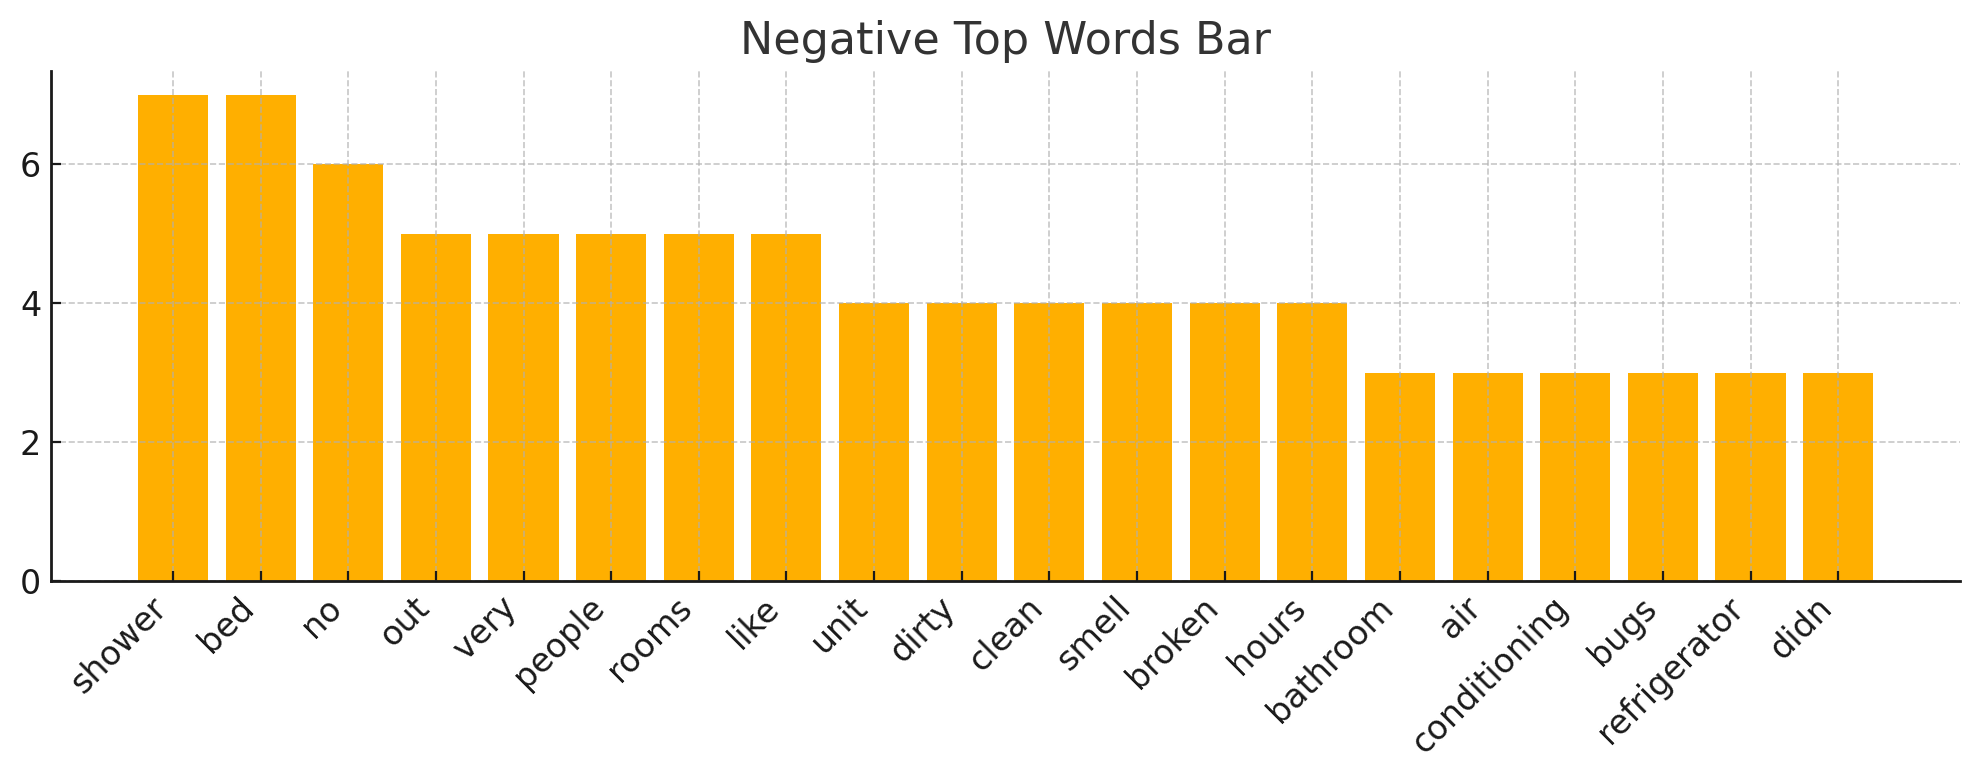 Negative Top Words Bar
6
4
2
0
shower
bed
no
out
very
people
rooms
like
unit
dirty
clean
smell
broken
hours
bathroom
air
conditioning
bugs
refrigerator
didn